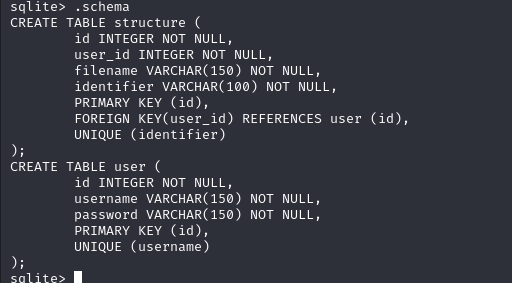 sqlite> .schema
CREATE TABLE structure (
        id INTEGER NOT NULL,
        user_id INTEGER NOT NULL,
        filename VARCHAR(150) NOT NULL,
        identifier VARCHAR(100) NOT NULL,
        PRIMARY KEY (id),
        FOREIGN KEY(user_id) REFERENCES user (id),
        UNIQUE (identifier)
);
CREATE TABLE user (
        id INTEGER NOT NULL,
        username VARCHAR(150) NOT NULL,
        password VARCHAR(150) NOT NULL,
        PRIMARY KEY (id),
        UNIQUE (username)
);
sqlite>